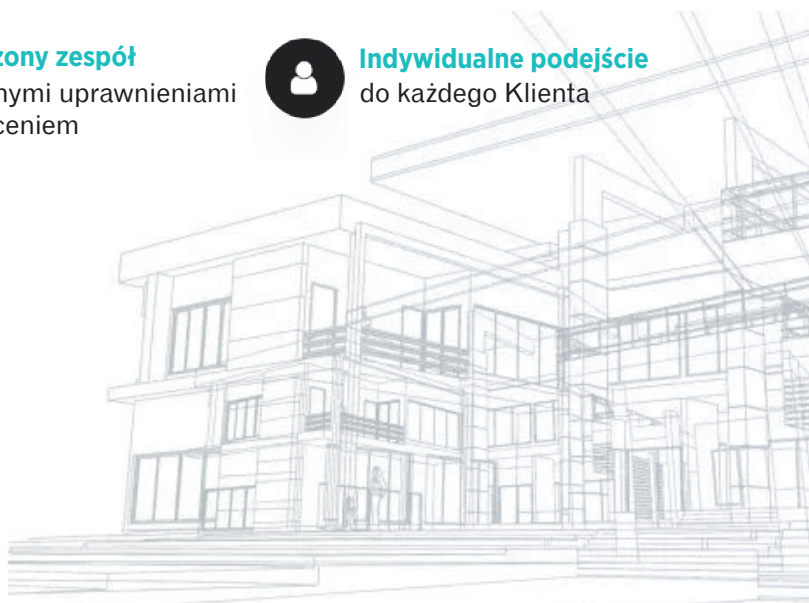 zony zespół
nymi uprawnieniami
ceniem
Indywidualne podejście
do każdego Klienta